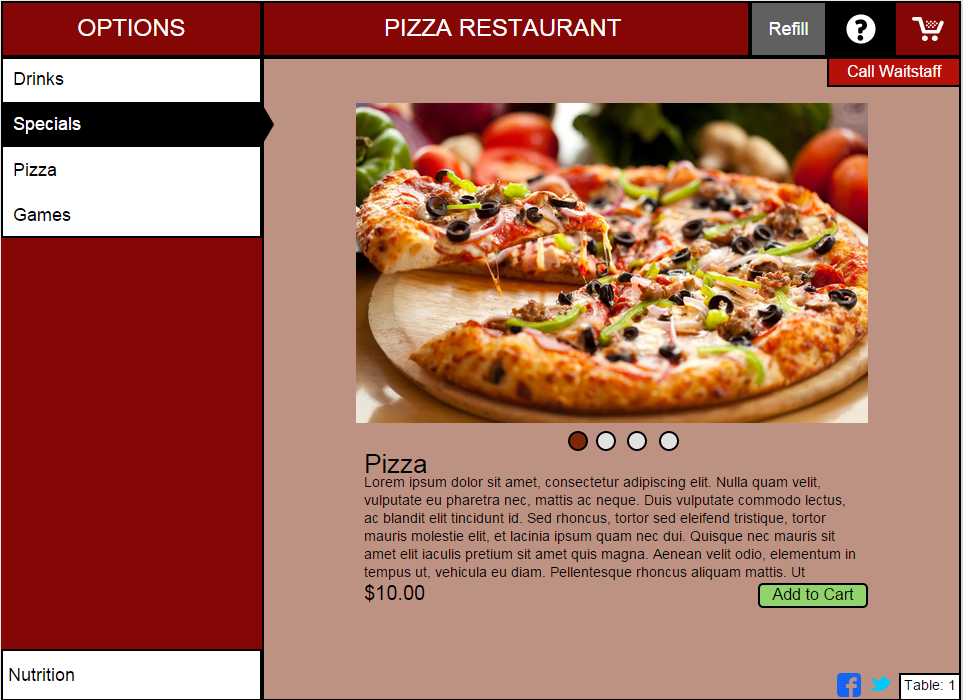 OPTIONS
PIZZA RESTAURANT
Refill
?
Call Waitstaff
Drinks
Specials
Pizza
Games
Pizza
Lorem ipsum dolor sit amet, consectetur adipiscing elit. Nulla quam velit,
vulputate eu pharetra nec, mattis ac neque. Duis vulputate commodo lectus,
ac blandit elit tincidunt id. Sed rhoncus, tortor sed eleifend tristique, tortor
mauris molestie elit, et lacinia ipsum quam nec dui. Quisque nec mauris sit
amet elit iaculis pretium sit amet quis magna. Aenean velit odio, elementum in
tempus ut, vehicula eu diam. Pellentesque rhoncus aliquam mattis. Ut
$10.00
Add to Cart
Nutrition
f
Table: 1